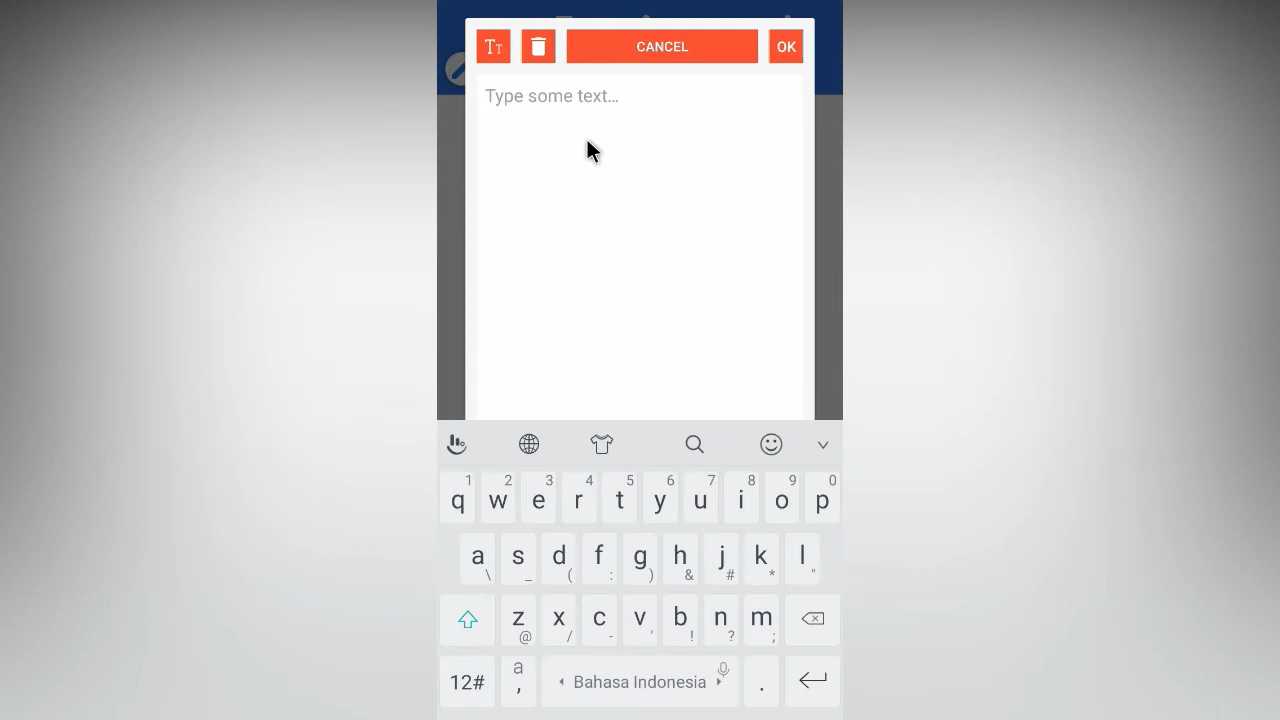 Tт CANCEL OK
Type some text...
1 2 3 4 5 6 7 8 9 0
q w e r t y u i o p
a s d f g h j k l
\ _ ( : ) & # * "
z x c v b n m
@ / - ' ! ? ;
12# a , Bahasa Indonesia .